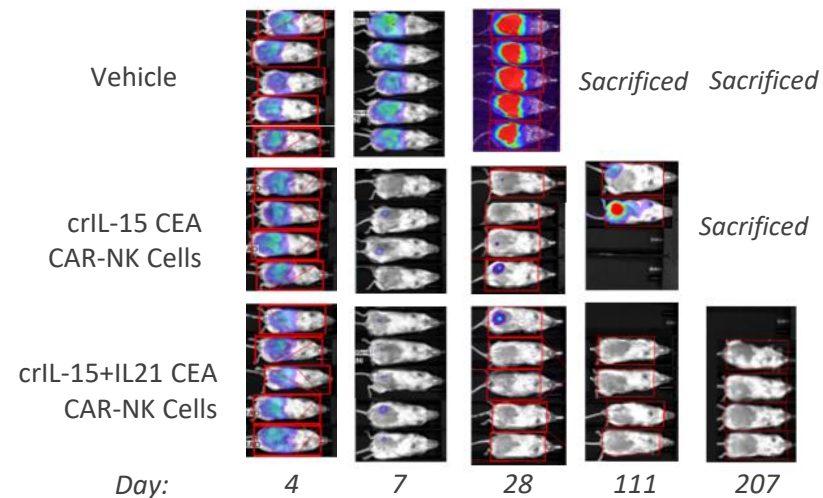 Vehicle
Sacrificed Sacrificed
crIL-15 CEA
CAR-NK Cells
Sacrificed
crIL-15+IL21 CEA
CAR-NK Cells
Day: 4 7 28 111 207